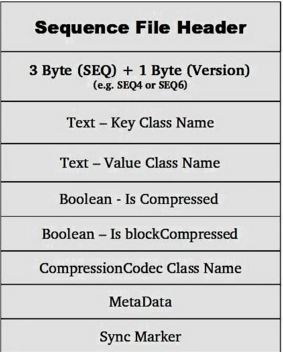 Sequence File Header
3 Byte (SEQ) + 1 Byte (Version)
(e.g. SEQ4 or SEQ6)
Text – Key Class Name
Text – Value Class Name
Boolean - Is Compressed
Boolean – Is blockCompressed
CompressionCodec Class Name
MetaData
Sync Marker